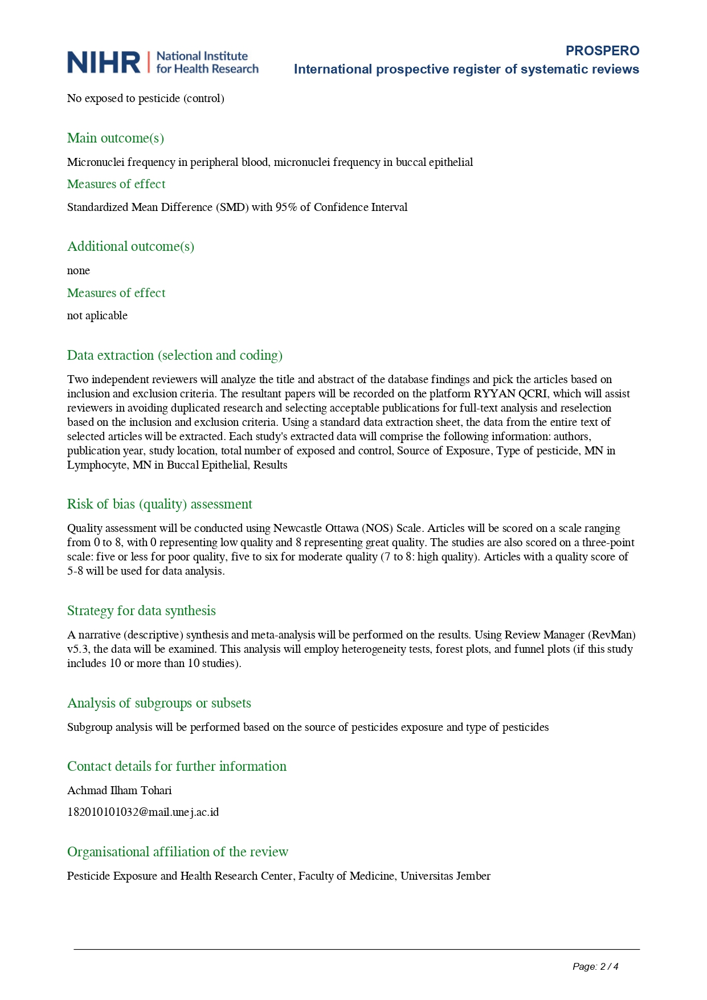 NIHR | National Institute for Health Research
PROSPERO
International prospective register of systematic reviews
No exposed to pesticide (control)
Main outcome(s)
Micronuclei frequency in peripheral blood, micronuclei frequency in buccal epithelial
Measures of effect
Standardized Mean Difference (SMD) with 95% of Confidence Interval
Additional outcome(s)
none
Measures of effect
not aplicable
Data extraction (selection and coding)
Two independent reviewers will analyze the title and abstract of the database findings and pick the articles based on
inclusion and exclusion criteria. The resultant papers will be recorded on the platform RYYAN QCRI, which will assist
reviewers in avoiding duplicated research and selecting acceptable publications for full-text analysis and reselection
based on the inclusion and exclusion criteria. Using a standard data extraction sheet, the data from the entire text of
selected articles will be extracted. Each study's extracted data will comprise the following information: authors,
publication year, study location, total number of exposed and control, Source of Exposure, Type of pesticide, MN in
Lymphocyte, MN in Buccal Epithelial, Results
Risk of bias (quality) assessment
Quality assessment will be conducted using Newcastle Ottawa (NOS) Scale. Articles will be scored on a scale ranging
from 0 to 8, with 0 representing low quality and 8 representing great quality. The studies are also scored on a three-point
scale: five or less for poor quality, five to six for moderate quality (7 to 8: high quality). Articles with a quality score of
5-8 will be used for data analysis.
Strategy for data synthesis
A narrative (descriptive) synthesis and meta-analysis will be performed on the results. Using Review Manager (RevMan)
v5.3, the data will be examined. This analysis will employ heterogeneity tests, forest plots, and funnel plots (if this study
includes 10 or more than 10 studies).
Analysis of subgroups or subsets
Subgroup analysis will be performed based on the source of pesticides exposure and type of pesticides
Contact details for further information
Achmad Ilham Tohari
182010101032@mail.unej.ac.id
Organisational affiliation of the review
Pesticide Exposure and Health Research Center, Faculty of Medicine, Universitas Jember
Page: 2 / 4